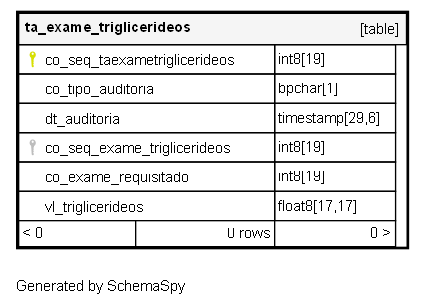 ta_exame_triglicerideos [table]
co_seq_taexametriglicerideos int8[19]
co_tipo_auditoria bpchar[1]
dt_auditoria timestamp[29,6]
co_seq_exame_triglicerideos int8[19]
co_exame_requisitado int8[19]
vl_triglicerideos float8[17,17]
< 0 0 rows 0 >
Generated by SchemaSpy